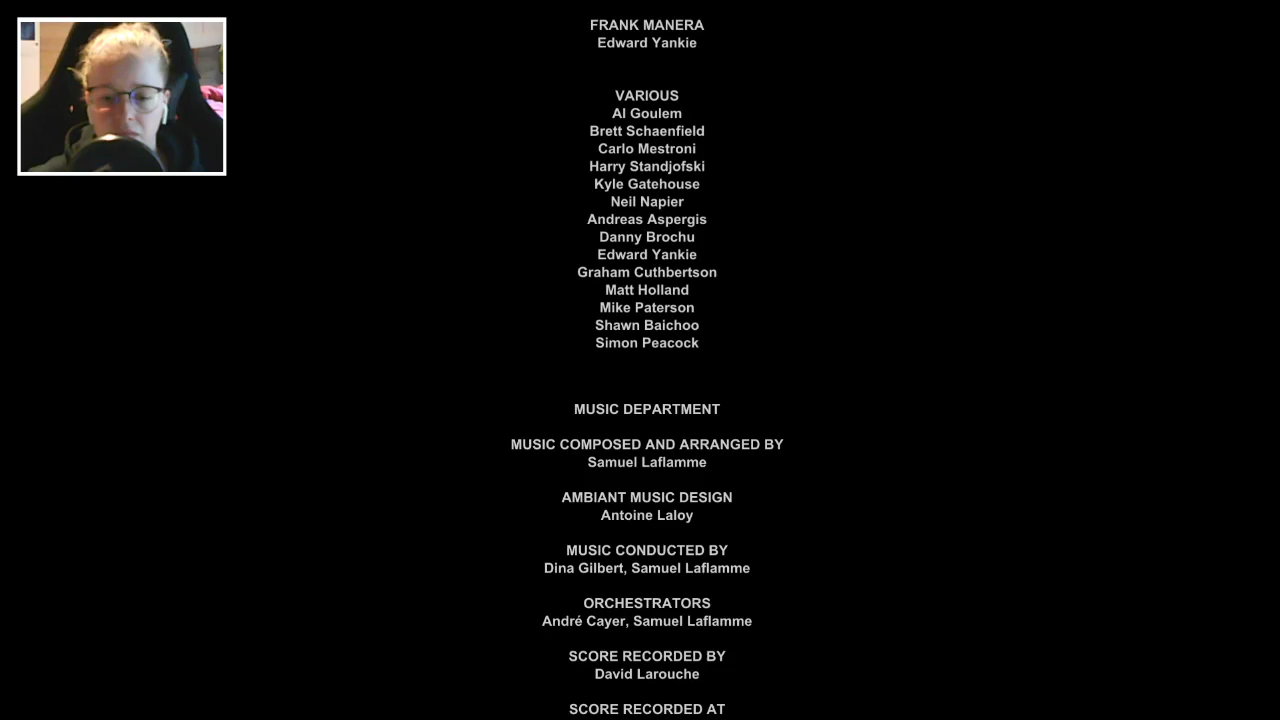 FRANK MANERA
Edward Yankie
VARIOUS
Al Goulem
Brett Schaenfield
Carlo Mestroni
Harry Standjofski
Kyle Gatehouse
Neil Napier
Andreas Aspergis
Danny Brochu
Edward Yankie
Graham Cuthbertson
Matt Holland
Mike Paterson
Shawn Baichoo
Simon Peacock
MUSIC DEPARTMENT
MUSIC COMPOSED AND ARRANGED BY
Samuel Laflamme
AMBIANT MUSIC DESIGN
Antoine Laloy
MUSIC CONDUCTED BY
Dina Gilbert, Samuel Laflamme
ORCHESTRATORS
André Cayer, Samuel Laflamme
SCORE RECORDED BY
David Larouche
SCORE RECORDED AT